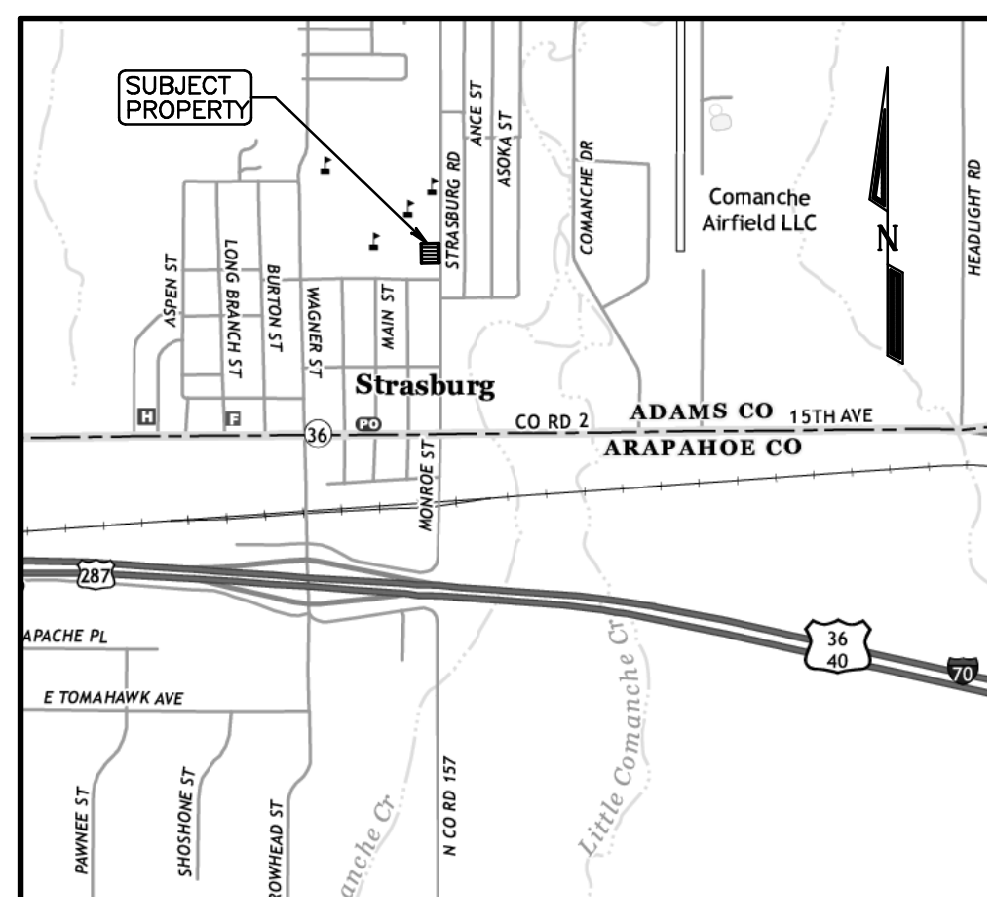 SUBJECT
PROPERTY
ANCE ST
ASOKA ST
STRASBURG RD
COMANCHE DR
HEADLIGHT RD
Comanche
Airfield LLC
N
ASPEN ST
LONG BRANCH ST
BURTON ST
WAGNER ST
MAIN ST
Strasburg
H
F
PO
36
CO RD 2
ADAMS CO
15TH AVE
ARAPAHOE CO
MONROE ST
287
36
40
70
APACHE PL
E TOMAHAWK AVE
PAWNEE ST
SHOSHONE ST
ROWHEAD ST
anche Cr
N CO RD 157
Little Comanche Cr